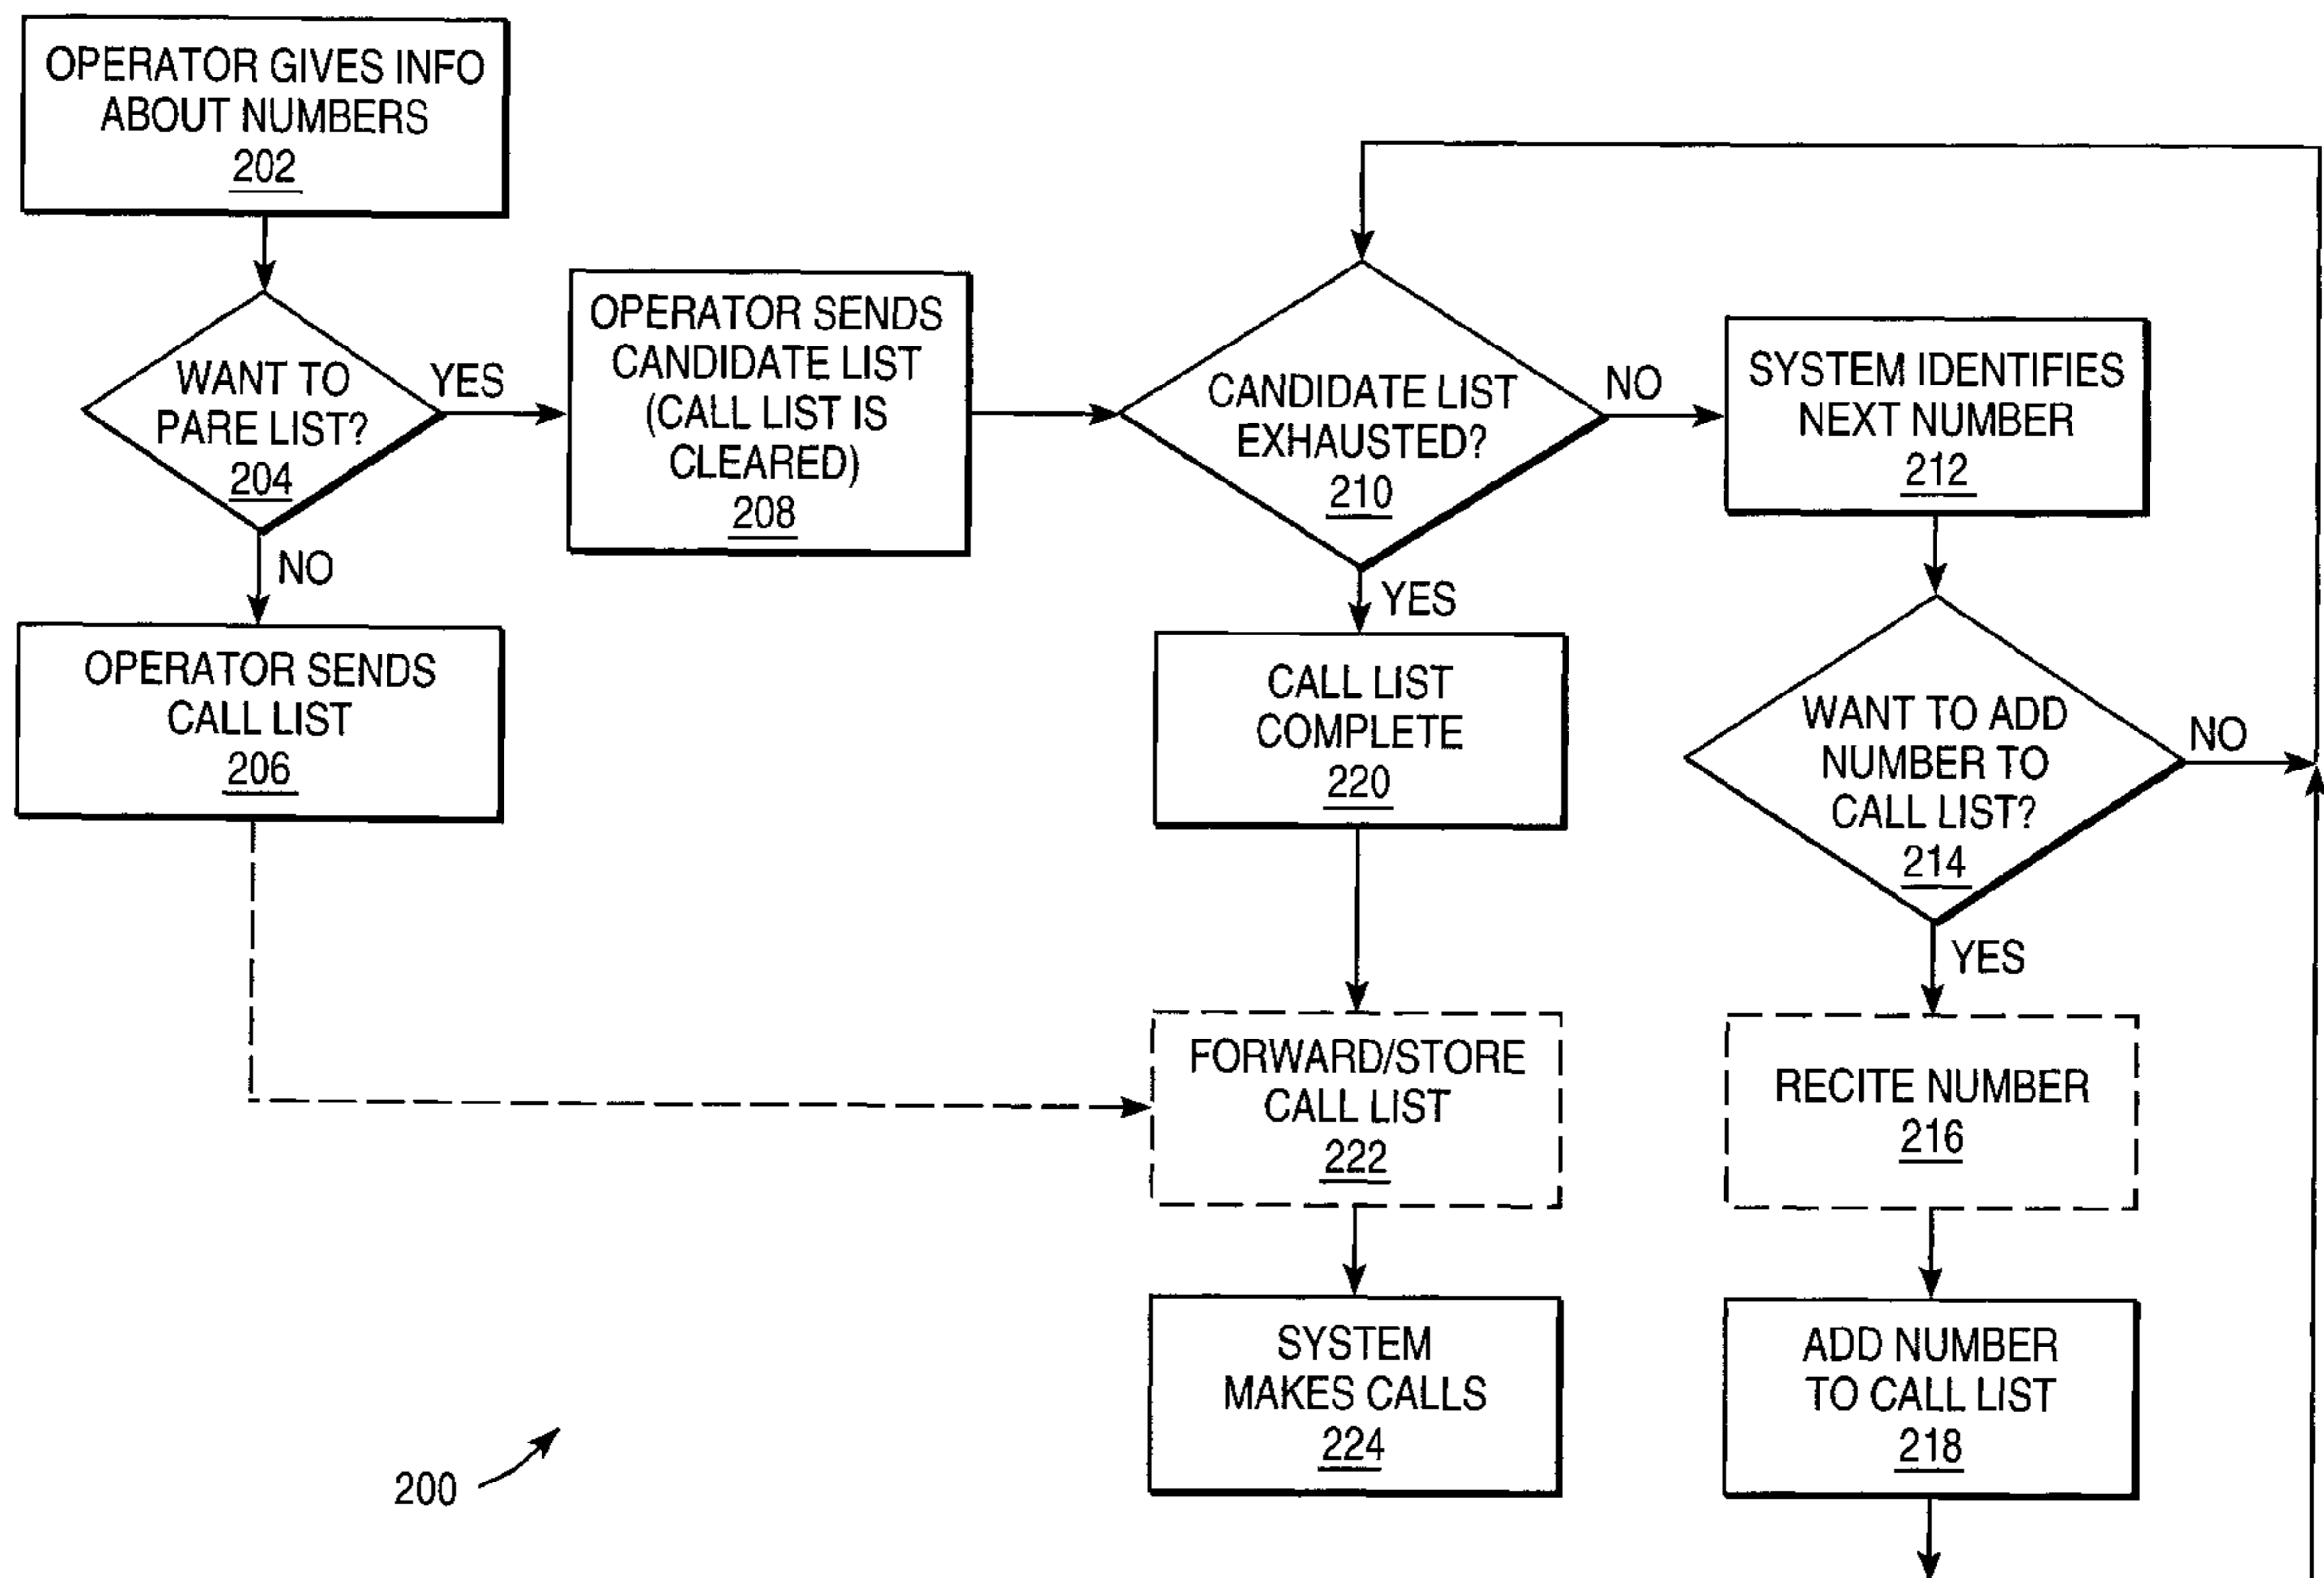 OPERATOR GIVES INFO
ABOUT NUMBERS
202
WANT TO
PARE LIST?
204
YES
NO
OPERATOR SENDS
CALL LIST
206
OPERATOR SENDS
CANDIDATE LIST
(CALL LIST IS
CLEARED)
208
CANDIDATE LIST
EXHAUSTED?
210
NO
YES
SYSTEM IDENTIFIES
NEXT NUMBER
212
WANT TO ADD
NUMBER TO
CALL LIST?
214
NO
YES
RECITE NUMBER
216
ADD NUMBER
TO CALL LIST
218
CALL LIST
COMPLETE
220
FORWARD/STORE
CALL LIST
222
SYSTEM
MAKES CALLS
224
200